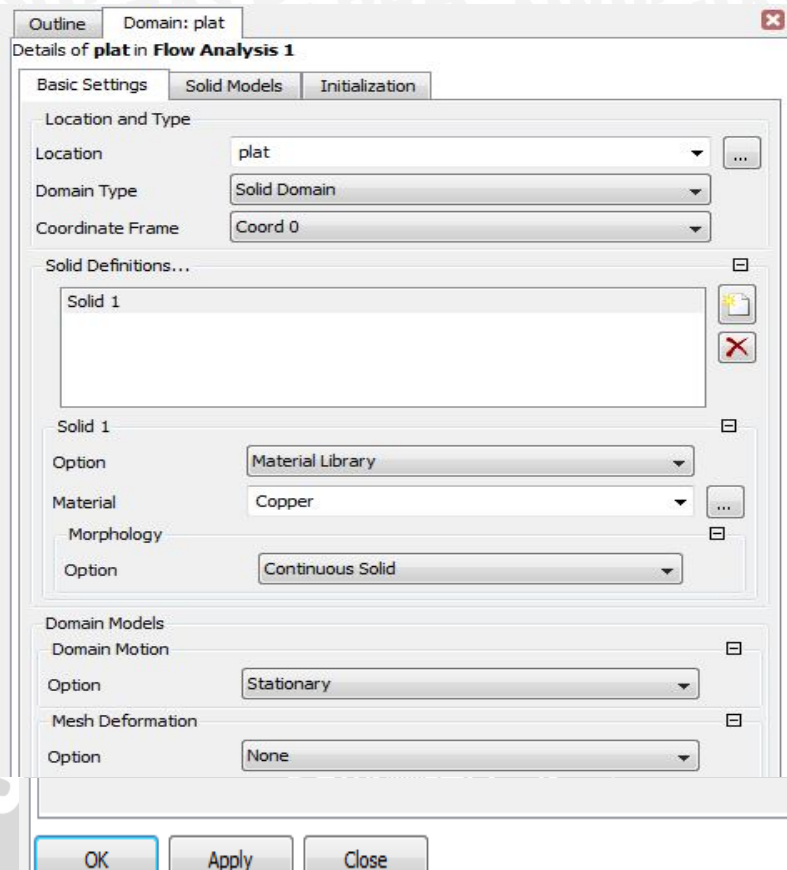 Outline Domain: plat
Details of plat in Flow Analysis 1
Basic Settings Solid Models Initialization
Location and Type
Location plat ...
Domain Type Solid Domain
Coordinate Frame Coord 0
Solid Definitions...
Solid 1
Solid 1
Option Material Library
Material Copper ...
Morphology
Option Continuous Solid
Domain Models
Domain Motion
Option Stationary
Mesh Deformation
Option None
OK Apply Close